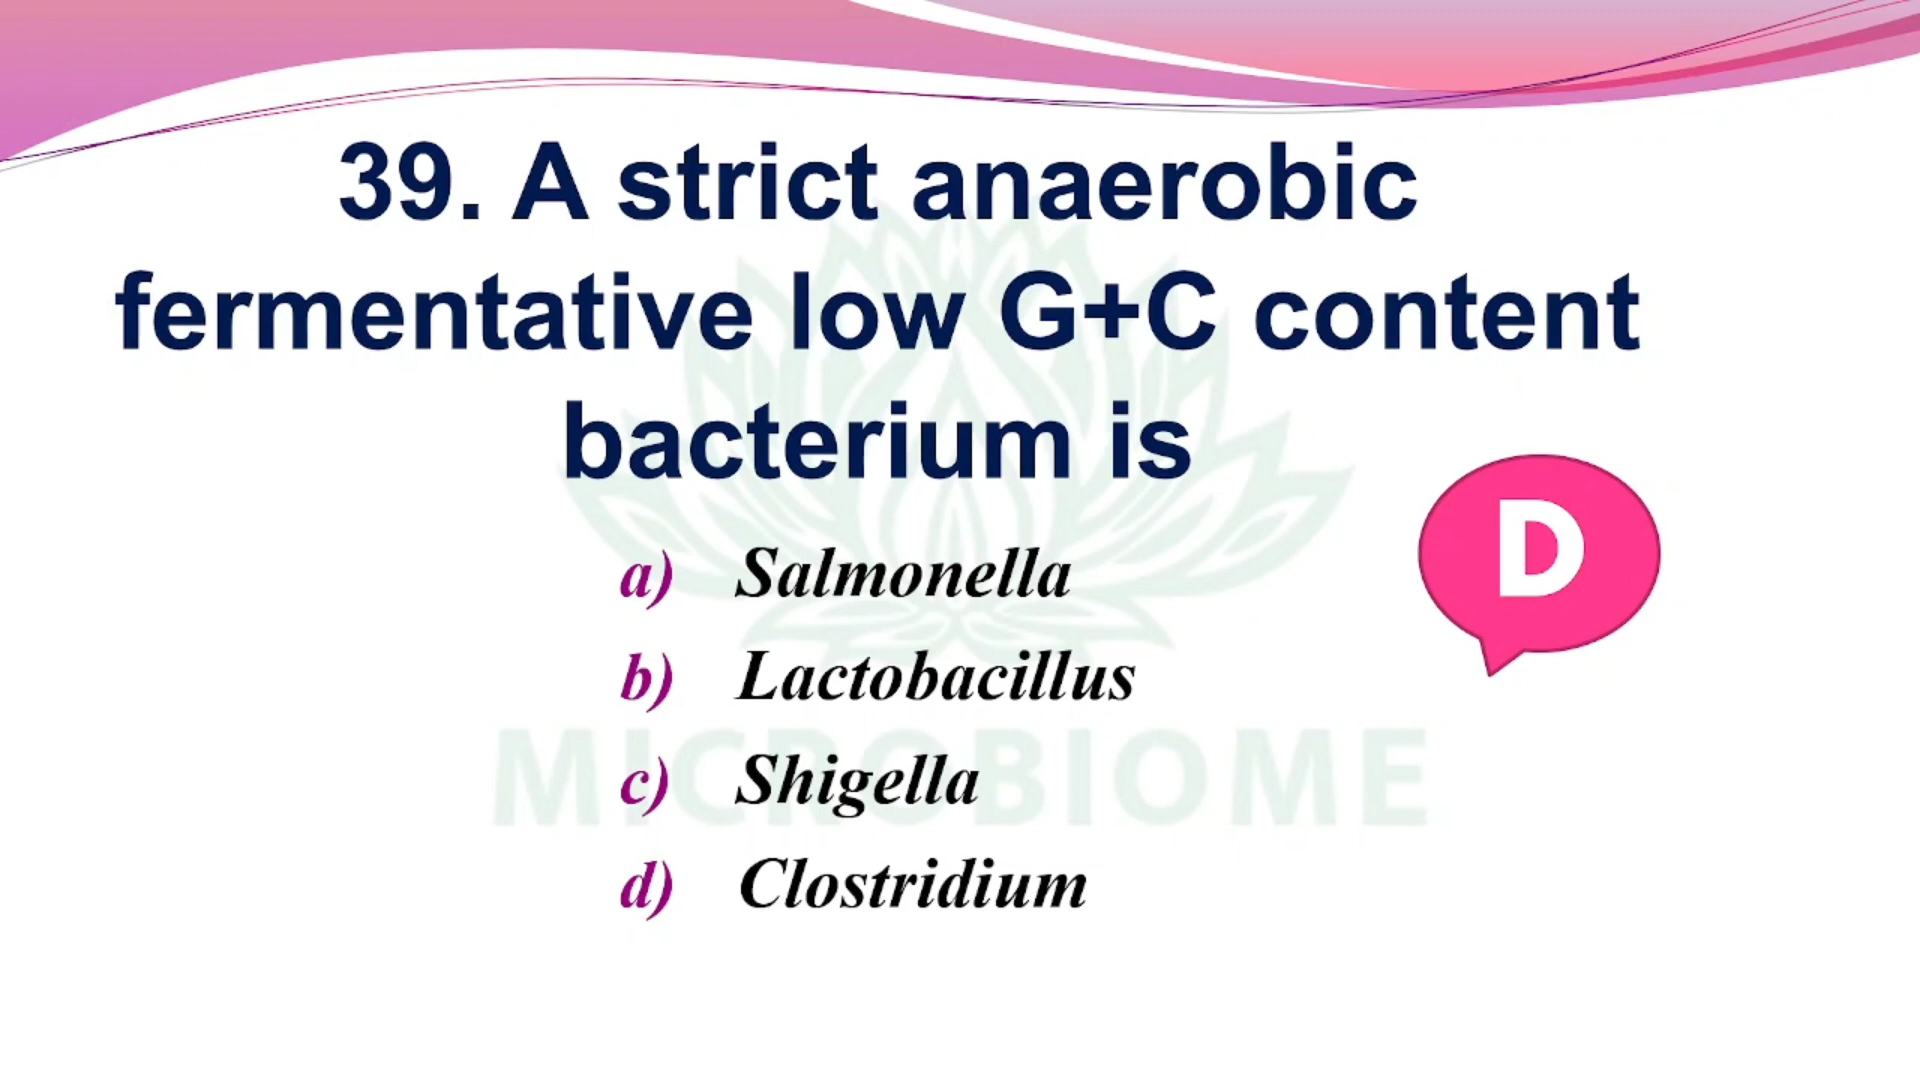 39. A strict anaerobic
fermentative low G+C content
bacterium is
D
a) Salmonella
b) Lactobacillus
c) Shigella
d) Clostridium
MICROBIOME